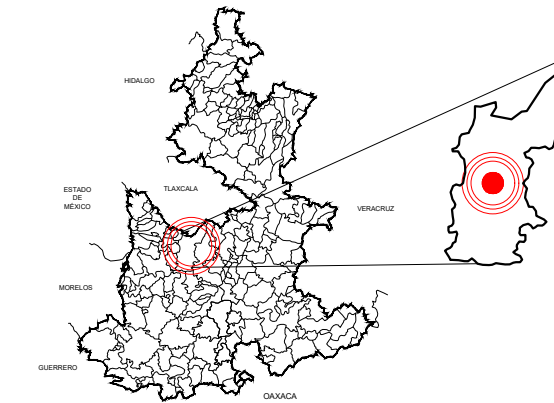 HIDALGO
TLAXCALA
ESTADO
DE
MÉXICO
VERACRUZ
MORELOS
GUERRERO
OAXACA